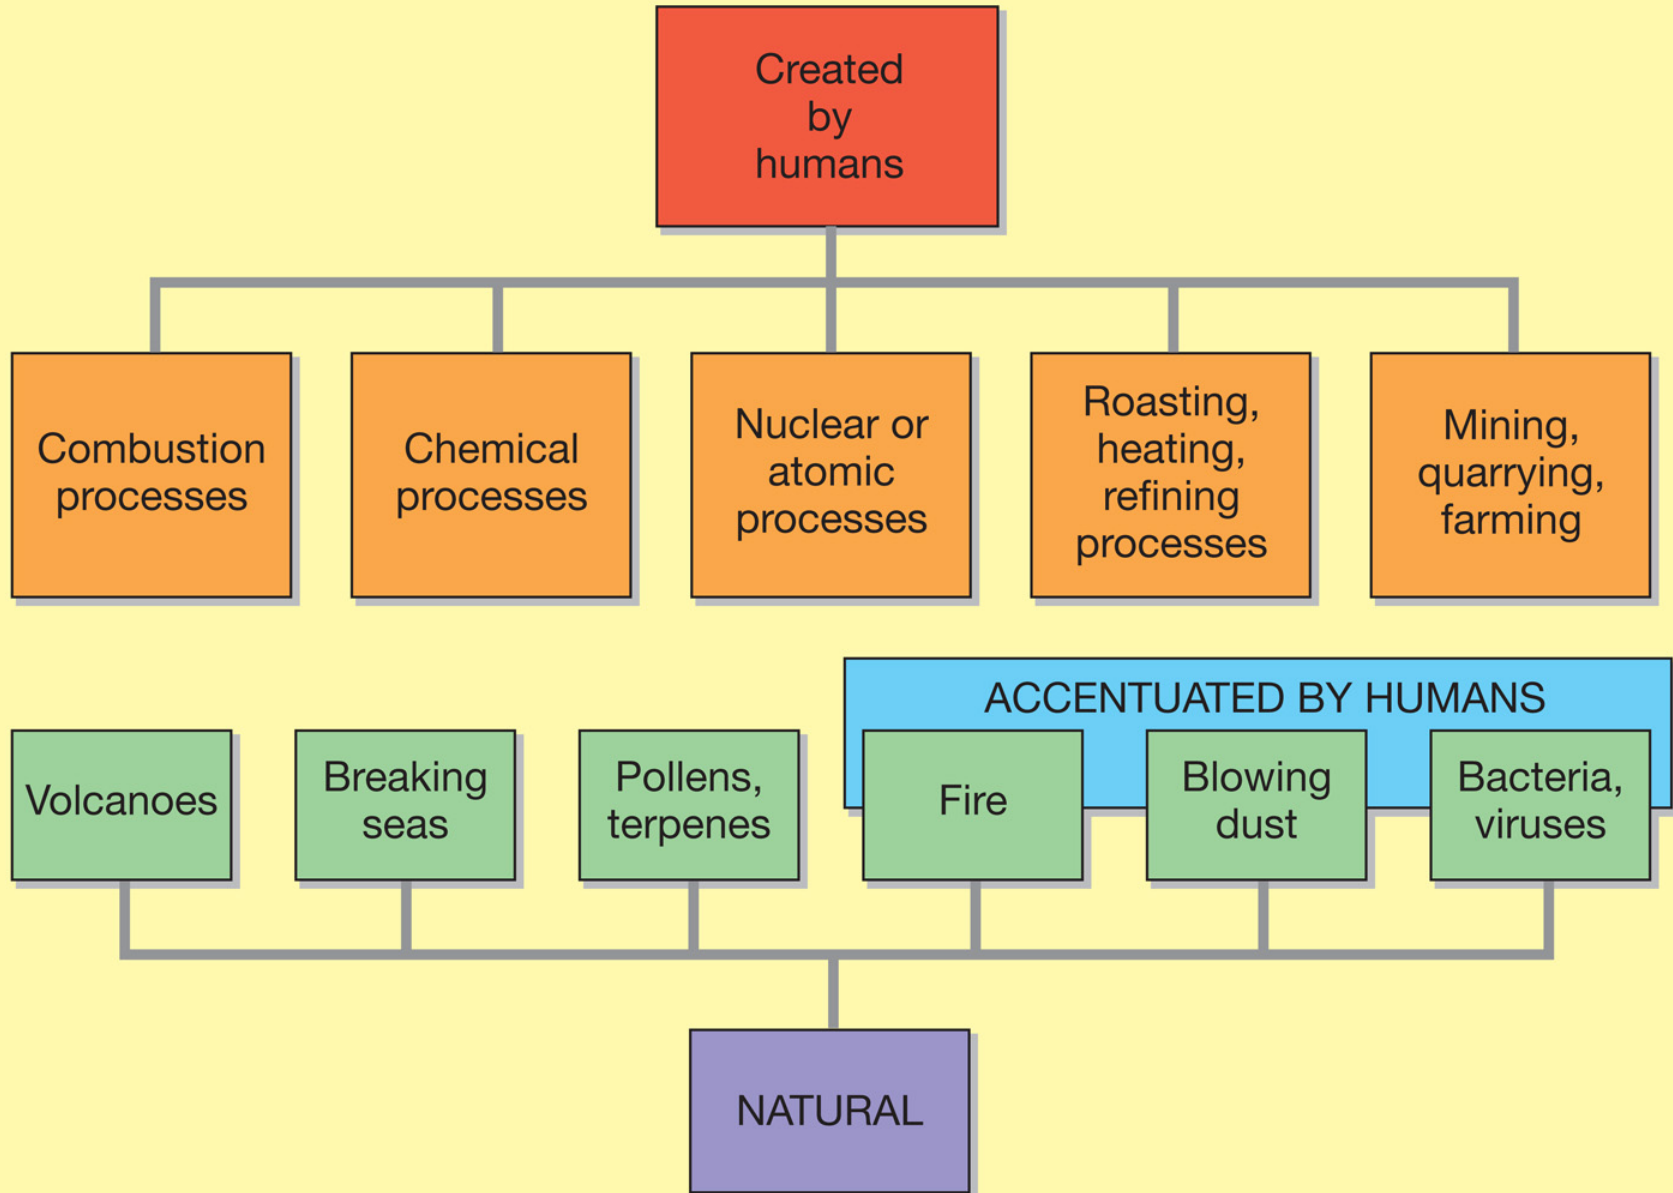 Created
by
humans
Combustion
processes
Chemical
processes
Nuclear or
atomic
processes
Roasting,
heating,
refining
processes
Mining,
quarrying,
farming
ACCENTUATED BY HUMANS
Volcanoes
Breaking
seas
Pollens,
terpenes
Fire
Blowing
dust
Bacteria,
viruses
NATURAL